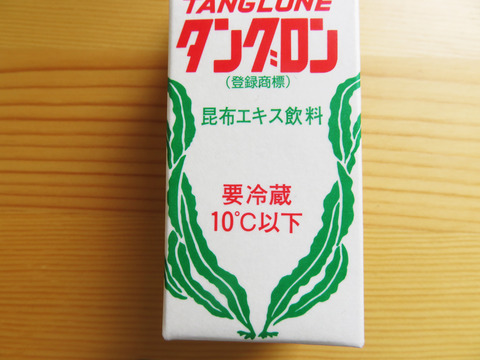 TANGLONE
タングロン
(登録商標)
昆布エキス飲料
要冷蔵
10℃以下